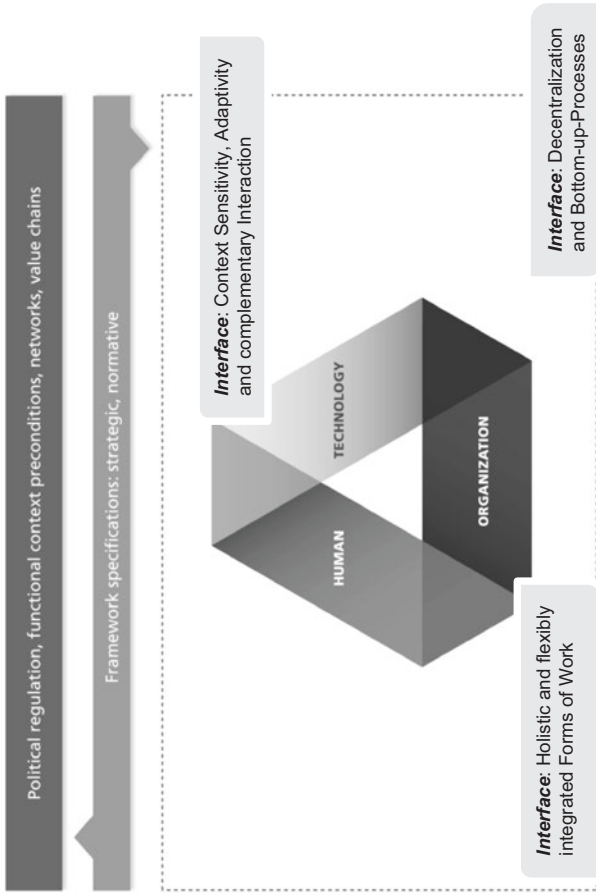 Political regulation, functional context preconditions, networks, value chains
Framework specifications: strategic, normative
Interface: Context Sensitivity, Adaptivity
and complementary Interaction
HUMAN
TECHNOLOGY
ORGANIZATION
Interface: Holistic and flexibly
integrated Forms of Work
Interface: Decentralization
and Bottom-up-Processes